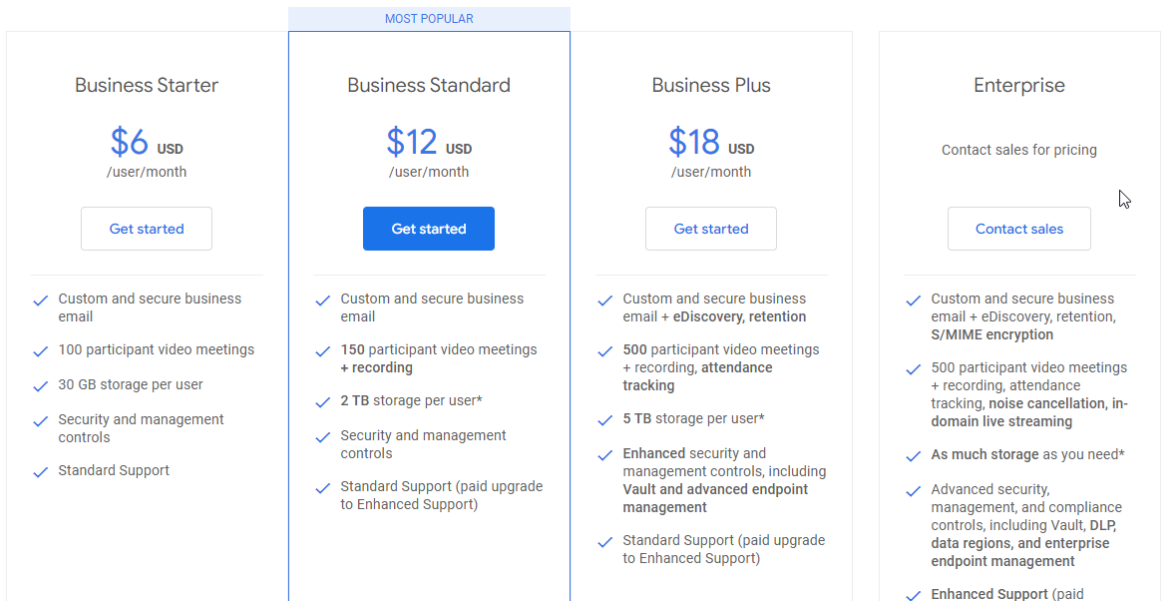 MOST POPULAR
Business Starter
$6 USD
/user/month
Get started
Custom and secure business
email
100 participant video meetings
30 GB storage per user
Security and management
controls
Standard Support
Business Standard
$12 USD
/user/month
Get started
Custom and secure business
email
150 participant video meetings
+ recording
2 TB storage per user*
Security and management
controls
Standard Support (paid upgrade
to Enhanced Support)
Business Plus
$18 USD
/user/month
Get started
Custom and secure business
email + eDiscovery, retention
500 participant video meetings
+ recording, attendance
tracking
5 TB storage per user*
Enhanced security and
management controls, including
Vault and advanced endpoint
management
Standard Support (paid upgrade
to Enhanced Support)
Enterprise
Contact sales for pricing
Contact sales
Custom and secure business
email + eDiscovery, retention,
S/MIME encryption
500 participant video meetings
+ recording, attendance
tracking, noise cancellation, in-
domain live streaming
As much storage as you need*
Advanced security,
management, and compliance
controls, including Vault, DLP,
data regions, and enterprise
endpoint management
Enhanced Support (paid